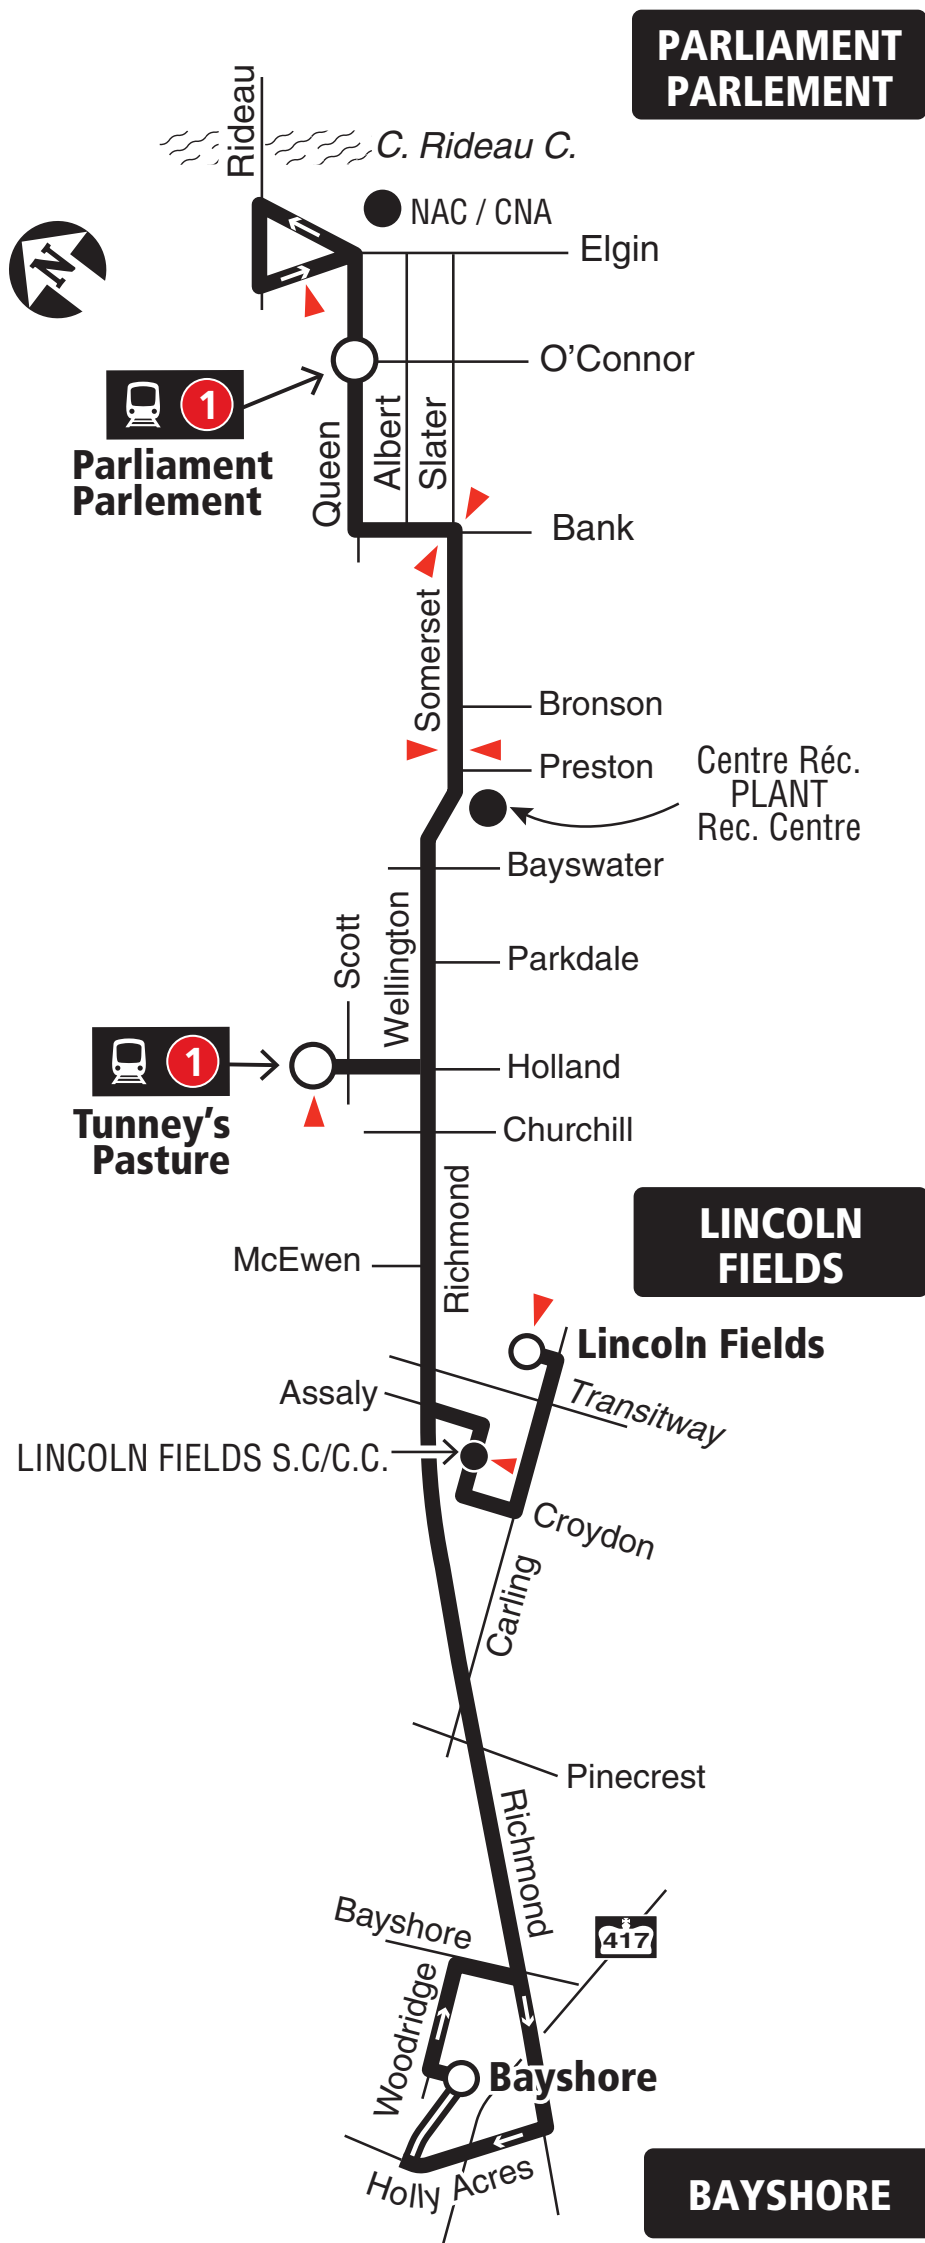 PARLIAMENT
PARLEMENT
Rideau
C. Rideau C.
NAC / CNA
N
Elgin
O'Connor
1
Parliament
Parlement
Queen
Albert
Slater
Bank
Somerset
Bronson
Preston
Centre Réc.
PLANT
Rec. Centre
Bayswater
Scott
Wellington
Parkdale
1
Holland
Tunney's
Pasture
Churchill
Richmond
LINCOLN
FIELDS
McEwen
Lincoln Fields
Assaly
Transitway
LINCOLN FIELDS S.C/C.C.
Croydon
Carling
Pinecrest
Richmond
Bayshore
417
Woodridge
Bayshore
Holly Acres
BAYSHORE